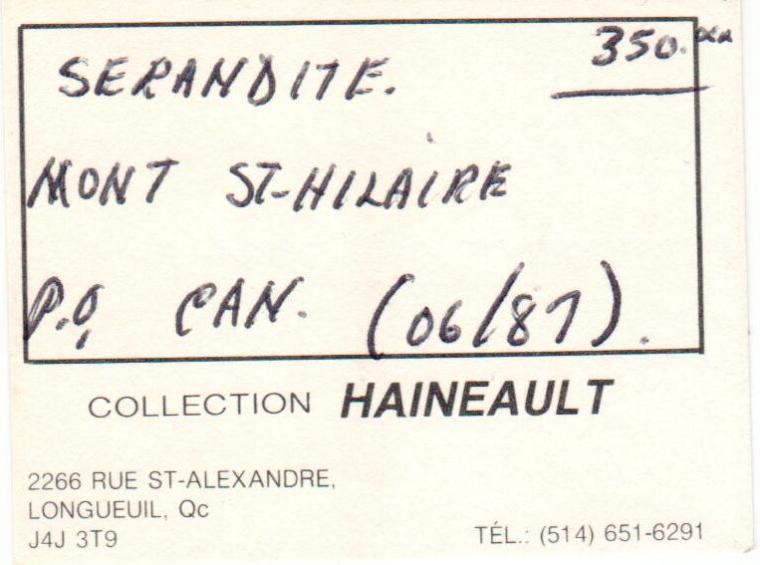 350.xx
SERANDITE.
MONT ST-HILAIRE
P.Q. CAN. (06/87).
COLLECTION HAINEAULT
2266 RUE ST-ALEXANDRE,
LONGUEUIL, Qc
J4J 3T9
TÉL.: (514) 651-6291